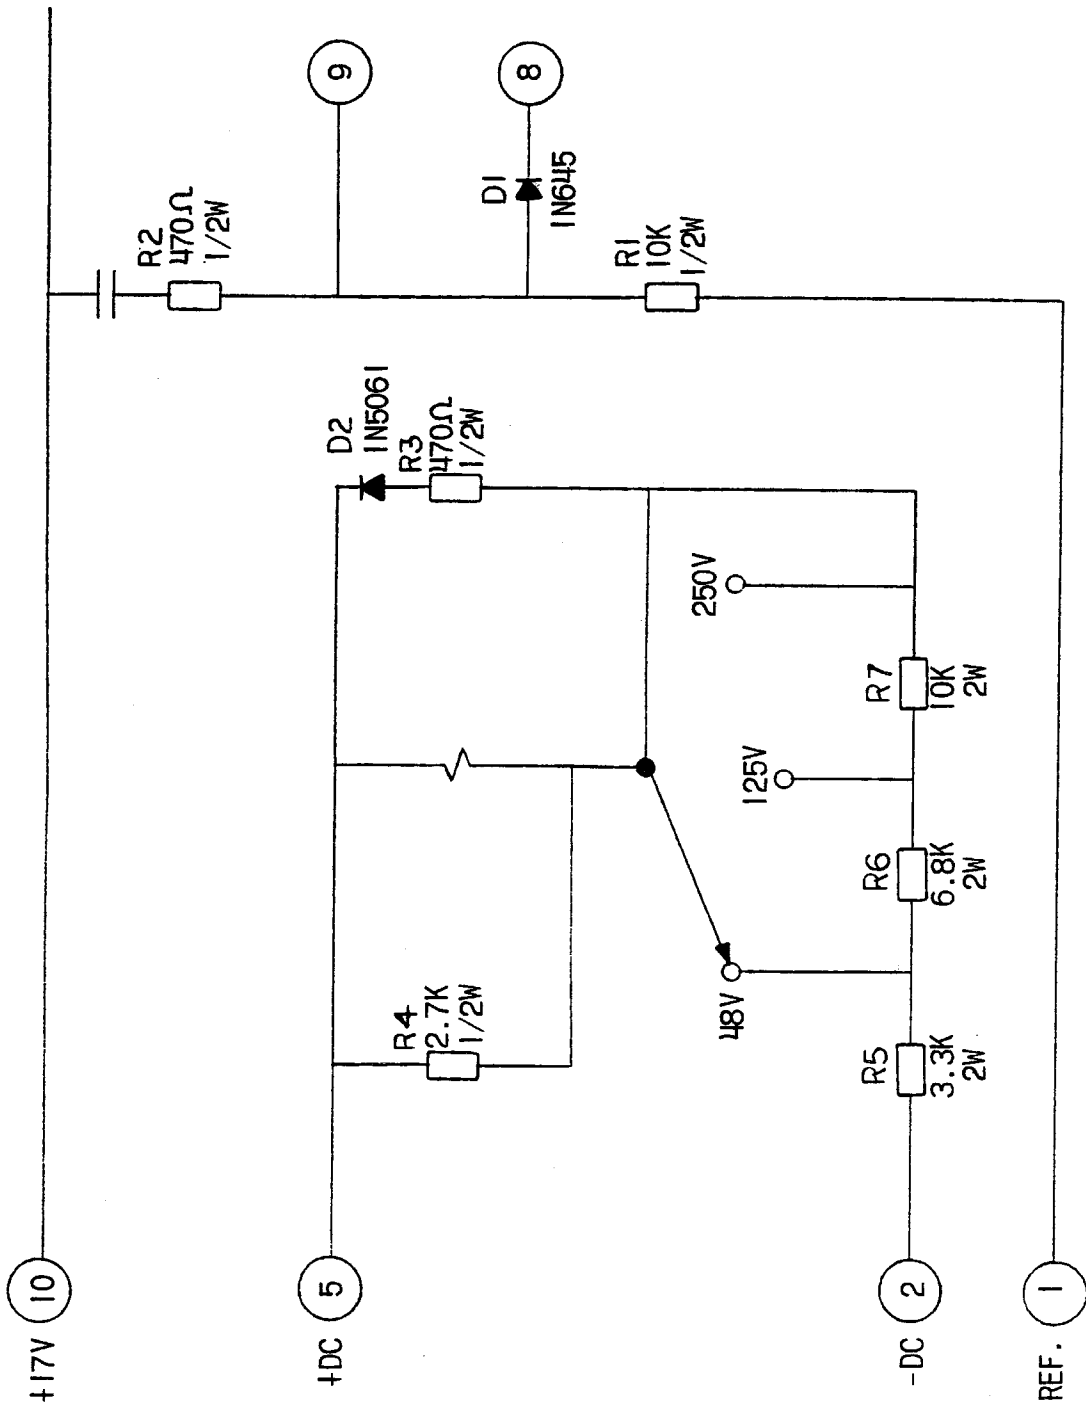 +17V
10
R2
470Ω
1/2W
9
D1
1N645
8
R1
10K
1/2W
+DC
5
D2
1N5061
R3
470Ω
1/2W
R4
2.7K
1/2W
48V
125V
250V
-DC
2
R5
3.3K
2W
R6
6.8K
2W
R7
10K
2W
REF.
1